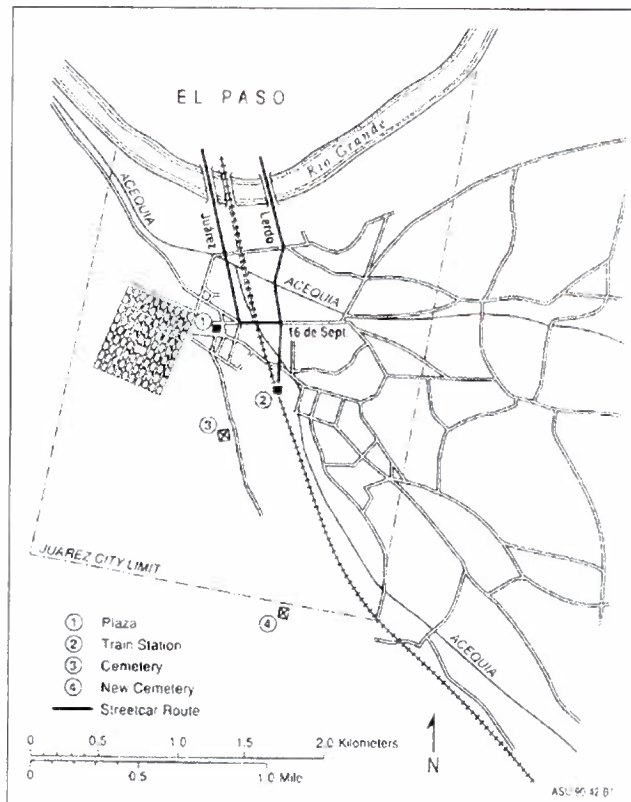 EL PASO
Rio Grande
ACEQUIA
Juárez
Lerdo
ACEQUIA
1
16 de Sept.
2
3
JUAREZ CITY LIMIT
4
ACEQUIA
1 Plaza
2 Train Station
3 Cemetery
4 New Cemetery
Streetcar Route
0 0.5 1.0 1.5 2.0 Kilometers
0 0.5 1.0 Mile
N